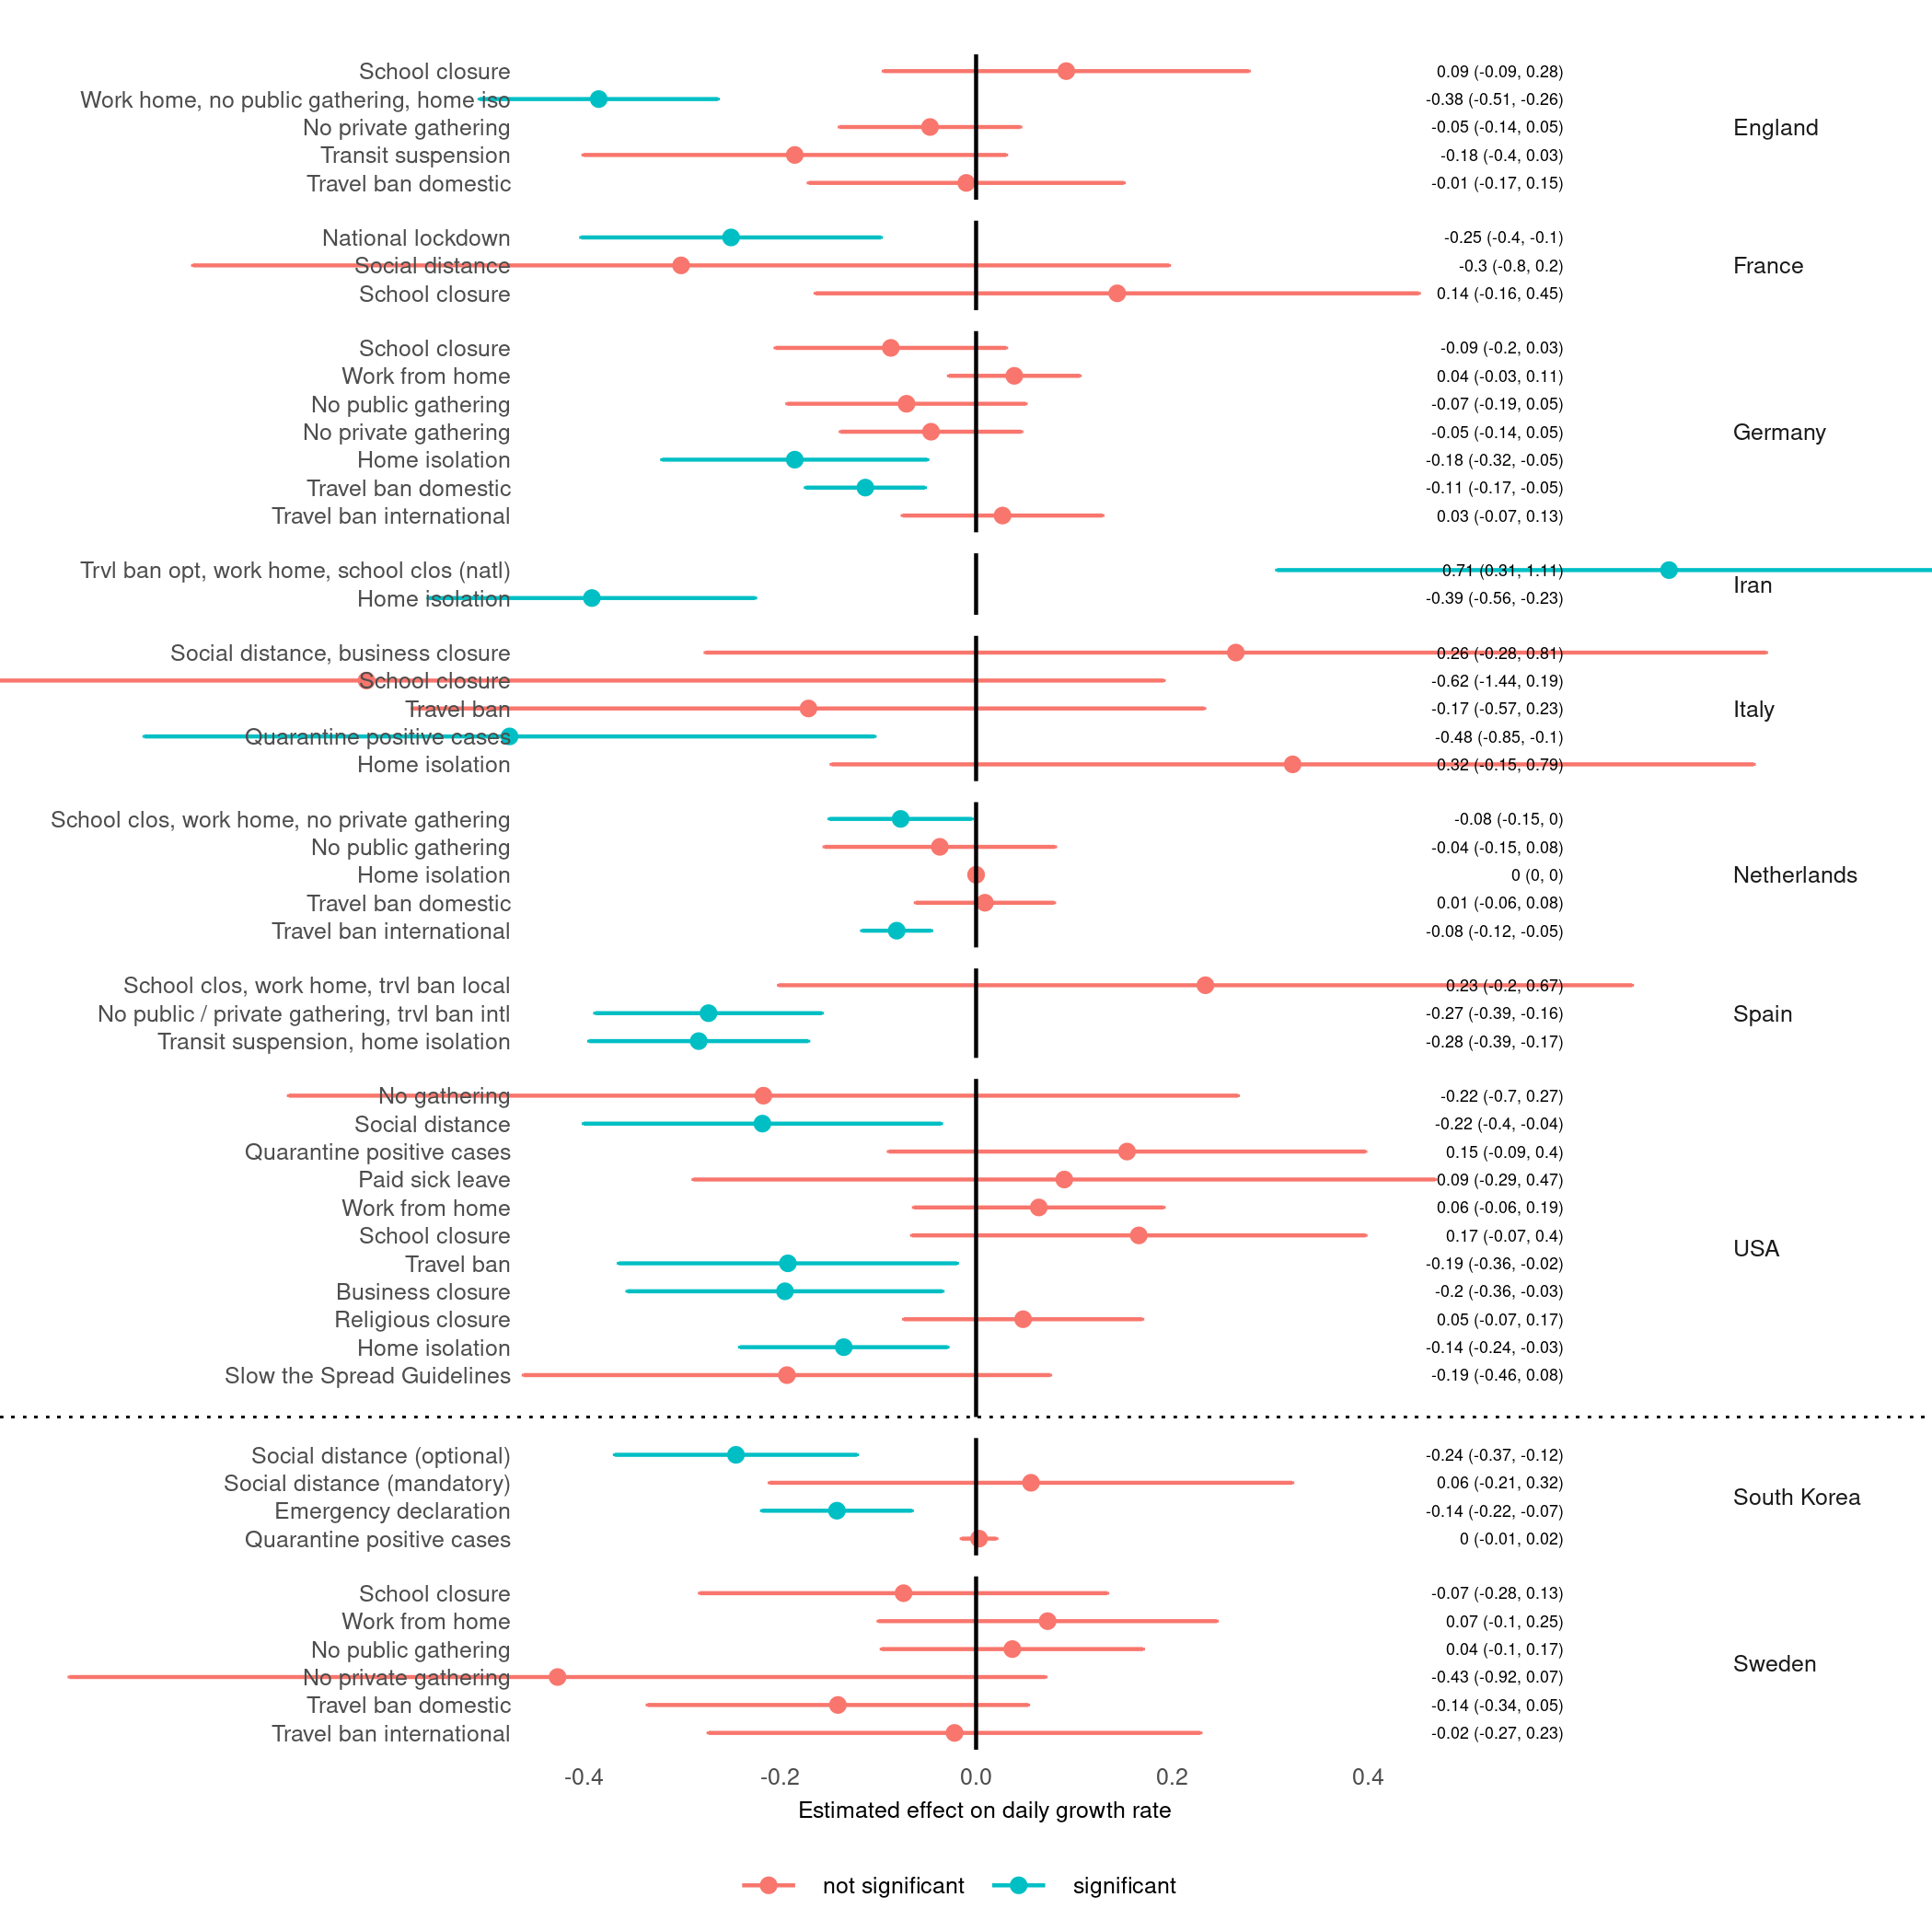 School closure 0.09 (-0.09, 0.28)
Work home, no public gathering, home iso -0.38 (-0.51, -0.26)
No private gathering -0.05 (-0.14, 0.05) England
Transit suspension -0.18 (-0.4, 0.03)
Travel ban domestic -0.01 (-0.17, 0.15)
National lockdown -0.25 (-0.4, -0.1)
Social distance -0.3 (-0.8, 0.2) France
School closure 0.14 (-0.16, 0.45)
School closure -0.09 (-0.2, 0.03)
Work from home 0.04 (-0.03, 0.11)
No public gathering -0.07 (-0.19, 0.05)
No private gathering -0.05 (-0.14, 0.05) Germany
Home isolation -0.18 (-0.32, -0.05)
Travel ban domestic -0.11 (-0.17, -0.05)
Travel ban international 0.03 (-0.07, 0.13)
Trvl ban opt, work home, school clos (natl) 0.71 (0.31, 1.11)
Iran
Home isolation -0.39 (-0.56, -0.23)
Social distance, business closure 0.26 (-0.28, 0.81)
School closure -0.62 (-1.44, 0.19)
Travel ban -0.17 (-0.57, 0.23) Italy
Quarantine positive cases -0.48 (-0.85, -0.1)
Home isolation 0.32 (-0.15, 0.79)
School clos, work home, no private gathering -0.08 (-0.15, 0)
No public gathering -0.04 (-0.15, 0.08)
Home isolation 0 (0, 0) Netherlands
Travel ban domestic 0.01 (-0.06, 0.08)
Travel ban international -0.08 (-0.12, -0.05)
School clos, work home, trvl ban local 0.23 (-0.2, 0.67)
No public / private gathering, trvl ban intl -0.27 (-0.39, -0.16) Spain
Transit suspension, home isolation -0.28 (-0.39, -0.17)
No gathering -0.22 (-0.7, 0.27)
Social distance -0.22 (-0.4, -0.04)
Quarantine positive cases 0.15 (-0.09, 0.4)
Paid sick leave 0.09 (-0.29, 0.47)
Work from home 0.06 (-0.06, 0.19)
School closure 0.17 (-0.07, 0.4)
USA
Travel ban -0.19 (-0.36, -0.02)
Business closure -0.2 (-0.36, -0.03)
Religious closure 0.05 (-0.07, 0.17)
Home isolation -0.14 (-0.24, -0.03)
Slow the Spread Guidelines -0.19 (-0.46, 0.08)
Social distance (optional) -0.24 (-0.37, -0.12)
Social distance (mandatory) 0.06 (-0.21, 0.32)
South Korea
Emergency declaration -0.14 (-0.22, -0.07)
Quarantine positive cases 0 (-0.01, 0.02)
School closure -0.07 (-0.28, 0.13)
Work from home 0.07 (-0.1, 0.25)
No public gathering 0.04 (-0.1, 0.17)
Sweden
No private gathering -0.43 (-0.92, 0.07)
Travel ban domestic -0.14 (-0.34, 0.05)
Travel ban international -0.02 (-0.27, 0.23)
-0.4 -0.2 0.0 0.2 0.4
Estimated effect on daily growth rate
not significant significant